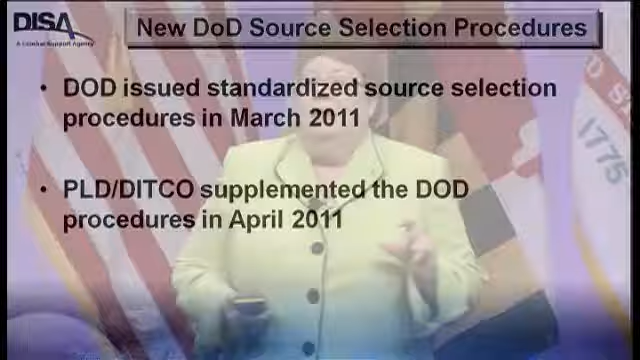 DISA
A Combat Support Agency
New DoD Source Selection Procedures
• DOD issued standardized source selection
procedures in March 2011
• PLD/DITCO supplemented the DOD
procedures in April 2011
1775